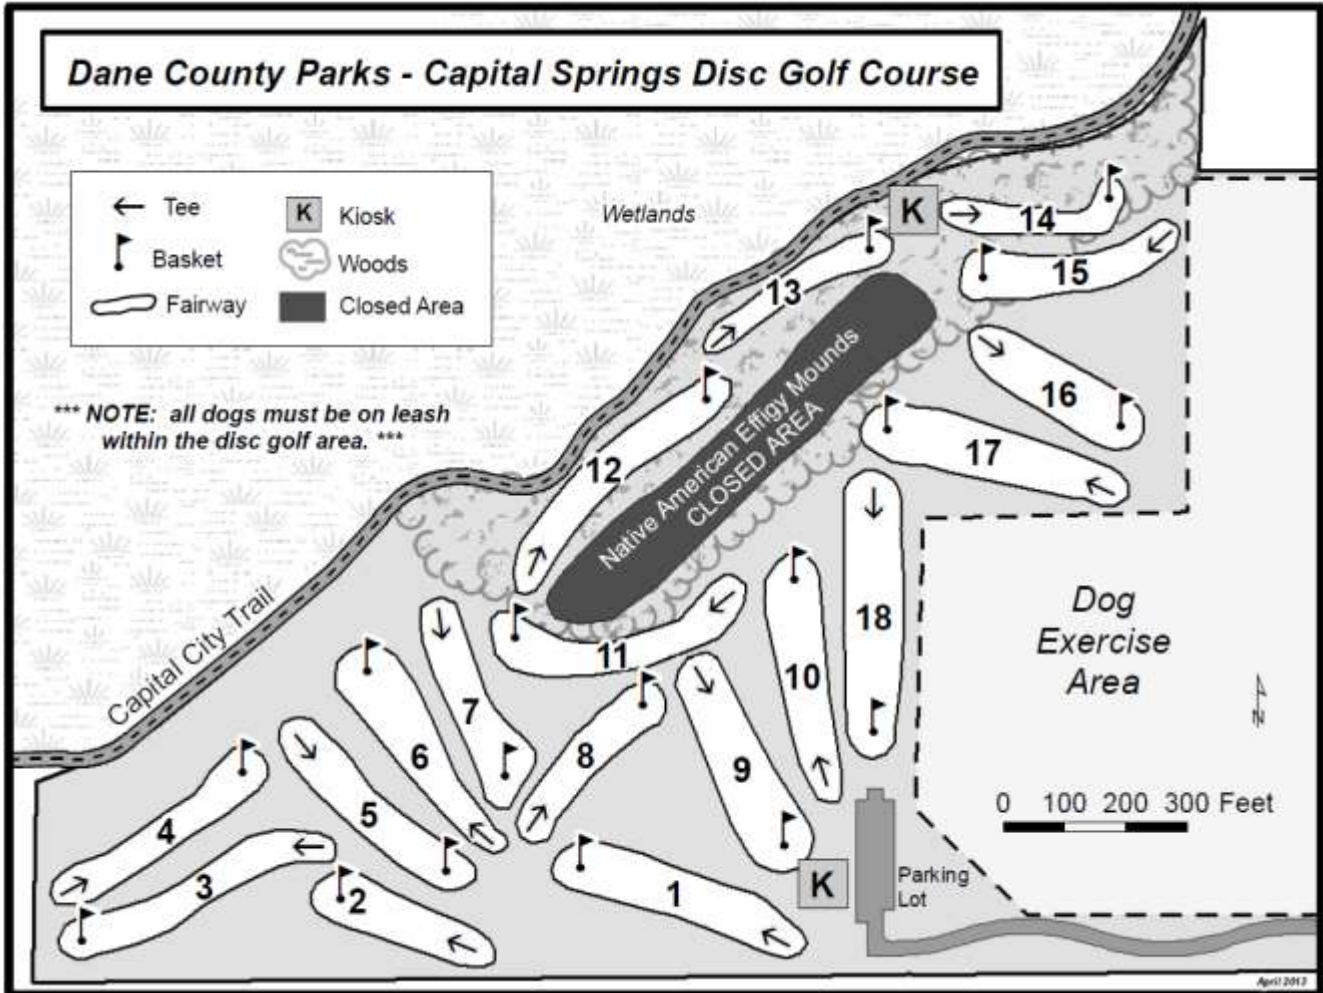 Dane County Parks - Capital Springs Disc Golf Course
Tee
Basket
Fairway
K
Kiosk
Woods
Closed Area
*** NOTE: all dogs must be on leash
within the disc golf area. ***
Wetlands
K
14
15
13
16
12
17
Native American Effigy Mounds
CLOSED AREA
Capital City Trail
18
11
10
7
6
8
9
5
4
3
2
1
Dog
Exercise
Area
N
0 100 200 300 Feet
K
Parking
Lot
April 2013